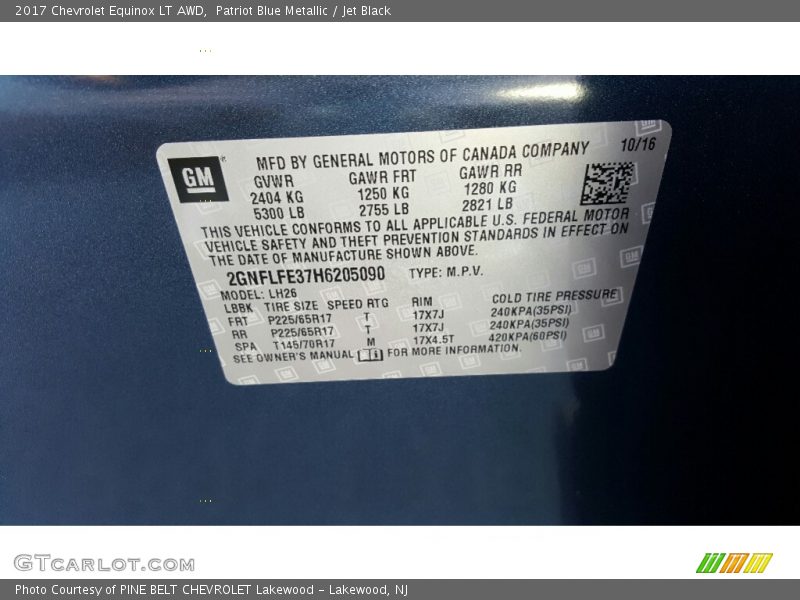 2017 Chevrolet Equinox LT AWD,  Patriot Blue Metallic / Jet Black
GM
MFD BY GENERAL MOTORS OF CANADA COMPANY 10/16
GVWR GAWR FRT GAWR RR
2404 KG 1250 KG 1280 KG
5300 LB 2755 LB 2821 LB
THIS VEHICLE CONFORMS TO ALL APPLICABLE U.S. FEDERAL MOTOR
VEHICLE SAFETY AND THEFT PREVENTION STANDARDS IN EFFECT ON
THE DATE OF MANUFACTURE SHOWN ABOVE.
2GNFLFE37H6205090 TYPE: M.P.V.
MODEL: LH26
LBBK TIRE SIZE SPEED RTG RIM COLD TIRE PRESSURE
FRT P225/65R17 T 17X7J 240KPA(35PSI)
RR P225/65R17 T 17X7J 240KPA(35PSI)
SPA T145/70R17 M 17X4.5T 420KPA(60PSI)
SEE OWNER'S MANUAL FOR MORE INFORMATION.
GTCARLOT.COM
Photo Courtesy of PINE BELT CHEVROLET Lakewood - Lakewood, NJ